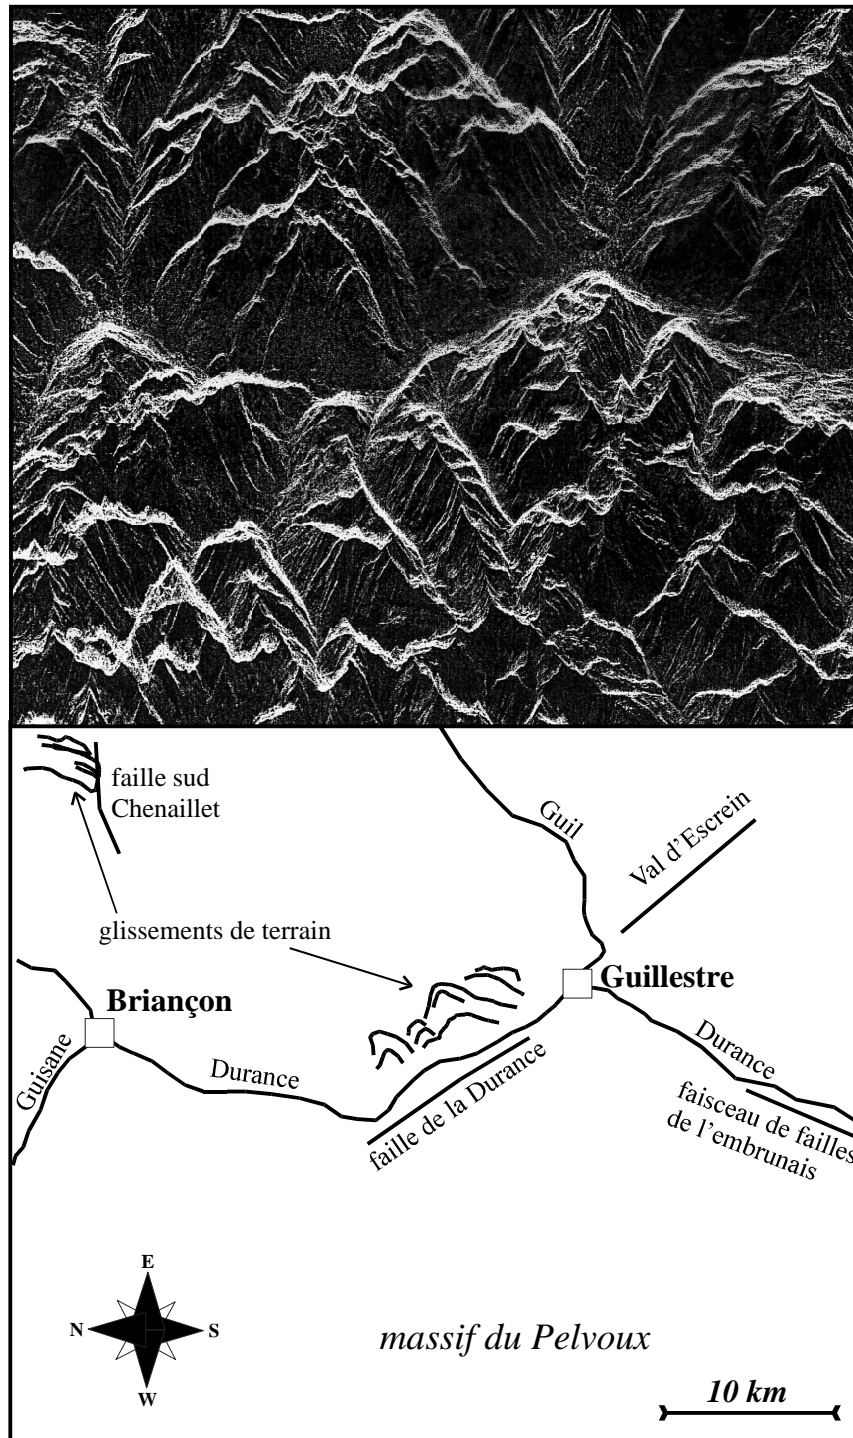 faille sud
Chenaillet
Guil
Val d'Escrein
glissements de terrain
Guillestre
Briançon
Guisane
Durance
Durance
faille de la Durance
faisceau de failles
de l'embrunais
E
N
S
W
massif du Pelvoux
10 km